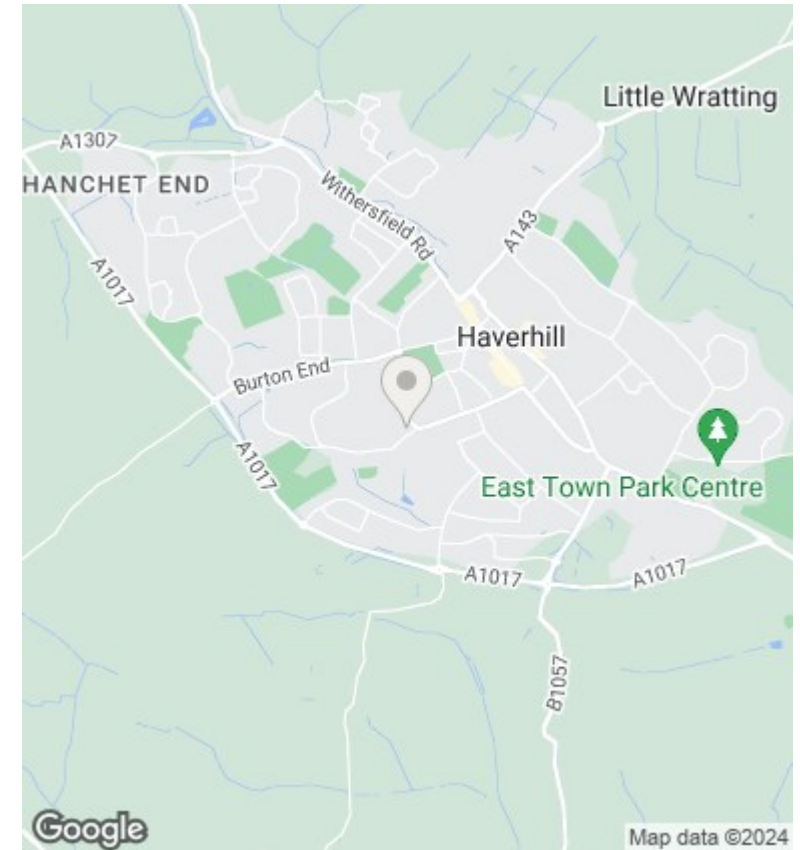 Little Wratting
A1307
HANCHET END
Withersfield Rd
A143
A1017
Haverhill
Burton End
A1017
East Town Park Centre
A1017
A1017
B1057
Google
Map data ©2024